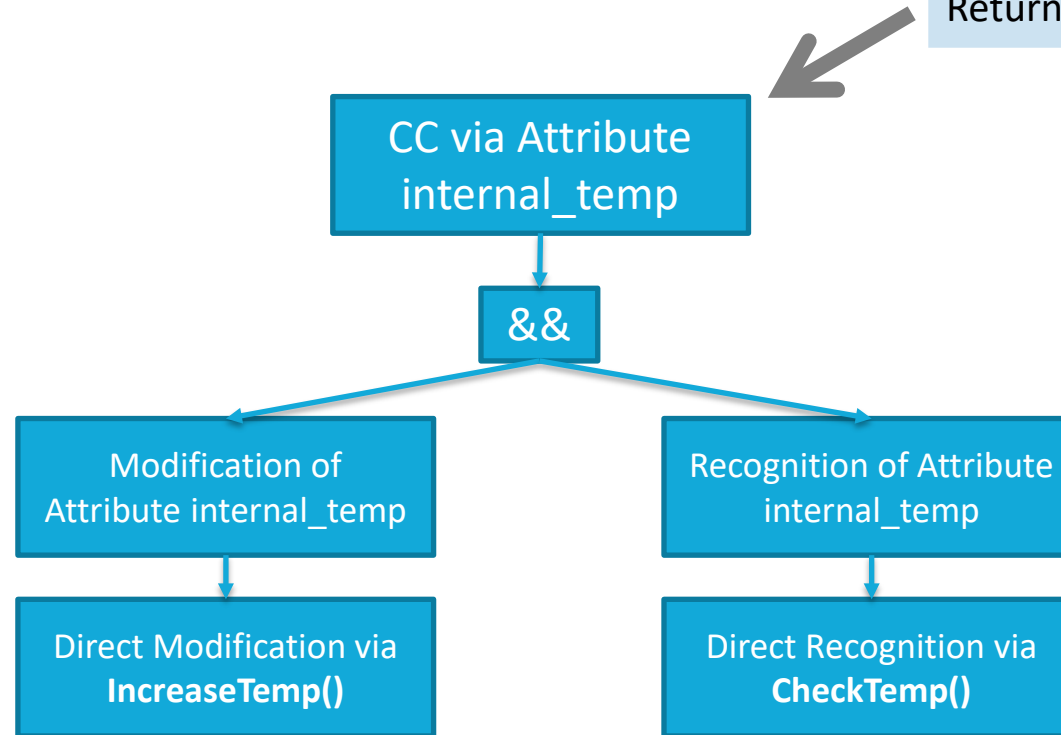 Return
CC via Attribute
internal_temp
&&
Modification of
Attribute internal_temp
Recognition of Attribute
internal_temp
Direct Modification via
IncreaseTemp()
Direct Recognition via
CheckTemp()